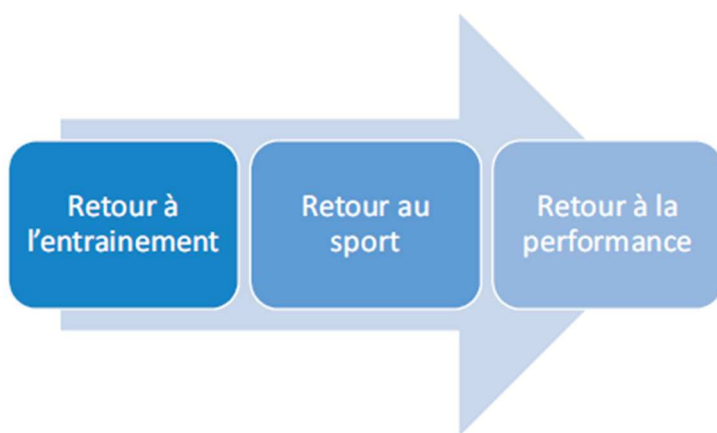 Retour à
l’entrainement
Retour au
sport
Retour à la
performance